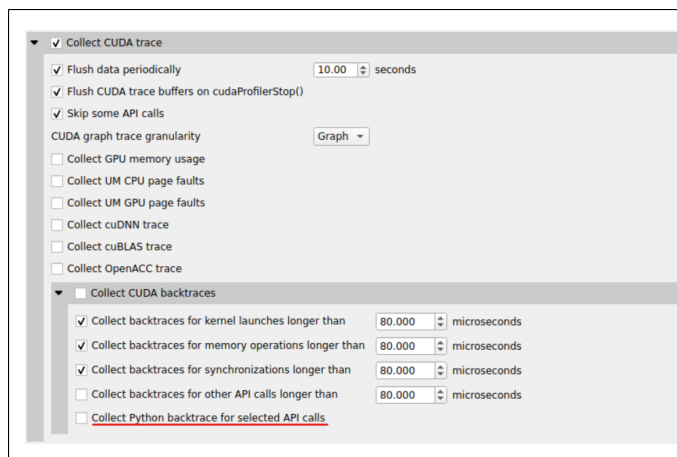 Collect CUDA trace
Flush data periodically 10.00 seconds
Flush CUDA trace buffers on cudaProfilerStop()
Skip some API calls
CUDA graph trace granularity Graph
Collect GPU memory usage
Collect UM CPU page faults
Collect UM GPU page faults
Collect cuDNN trace
Collect cuBLAS trace
Collect OpenACC trace
Collect CUDA backtraces
Collect backtraces for kernel launches longer than 80.000 microseconds
Collect backtraces for memory operations longer than 80.000 microseconds
Collect backtraces for synchronizations longer than 80.000 microseconds
Collect backtraces for other API calls longer than 80.000 microseconds
Collect Python backtrace for selected API calls